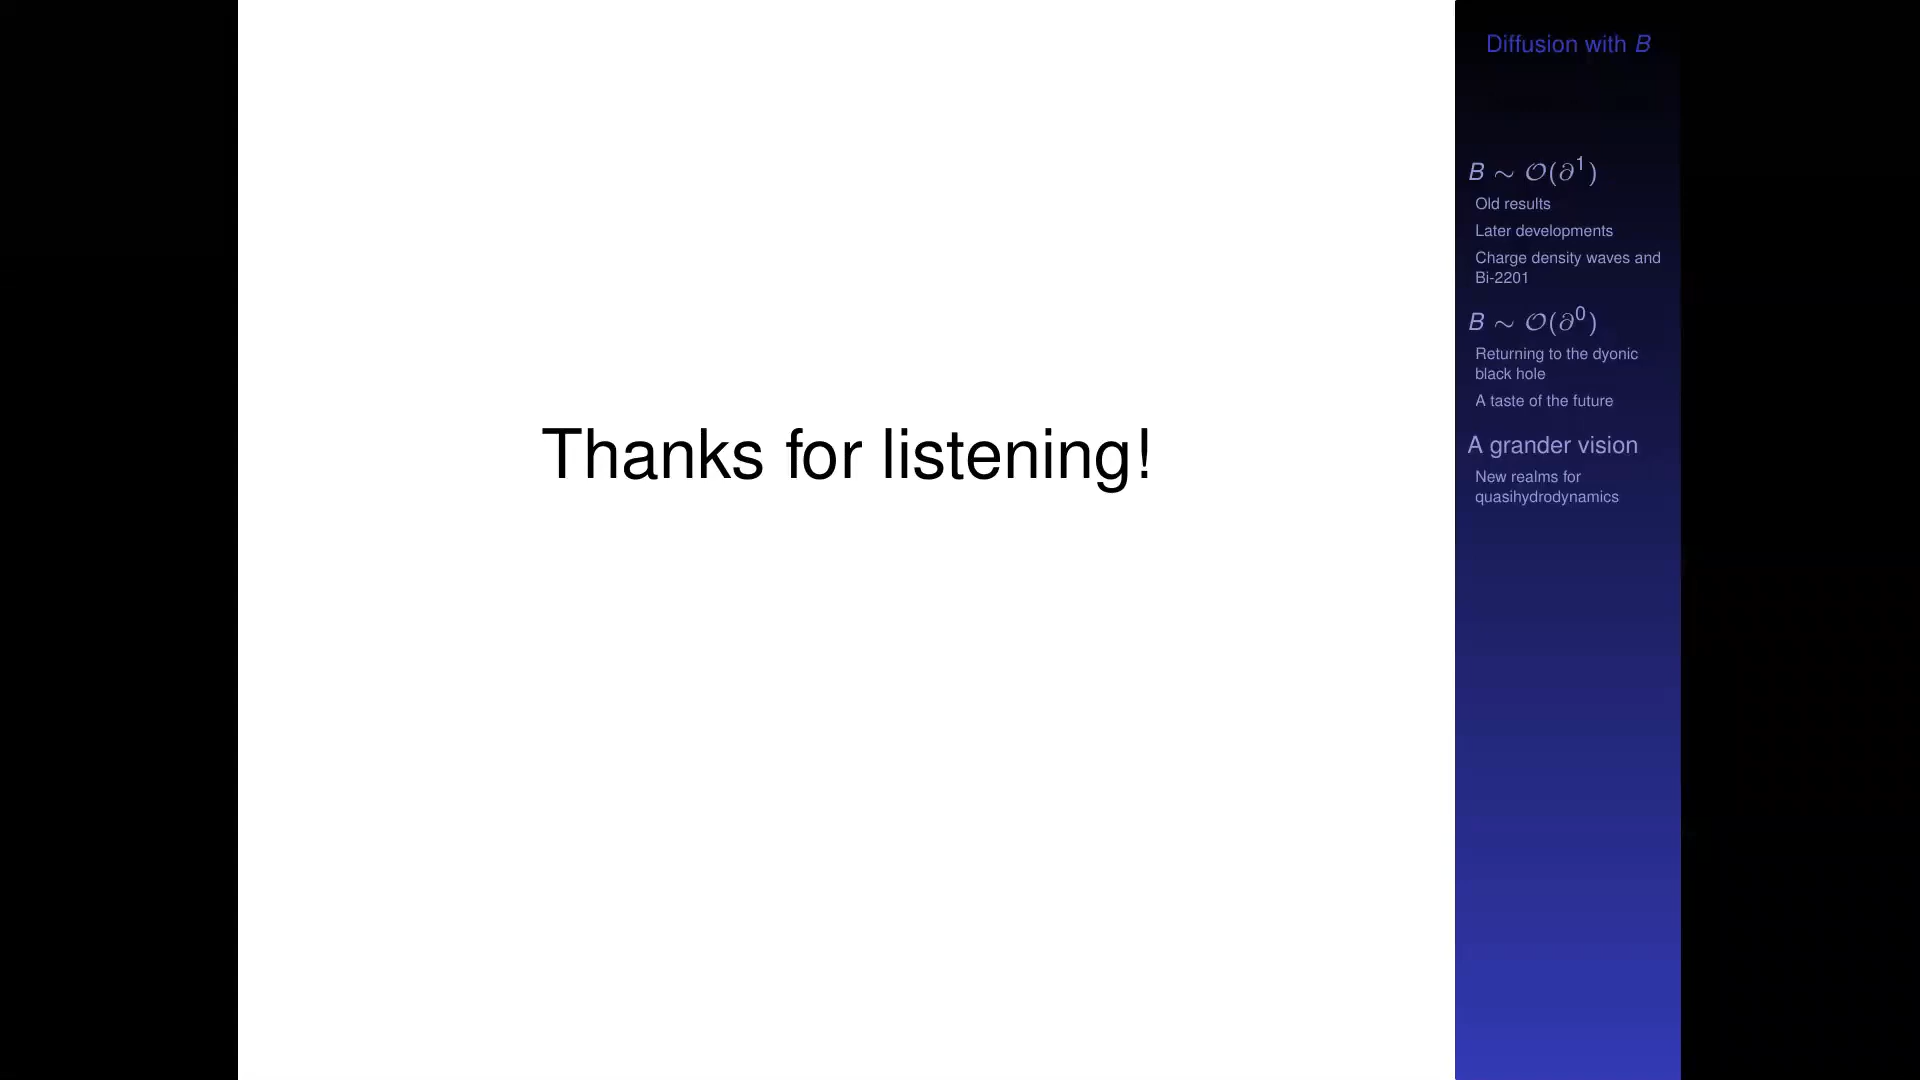 Thanks for listening!
Diffusion with B
B ∼ 𝒪(∂¹)
Old results
Later developments
Charge density waves and
Bi-2201
B ∼ 𝒪(∂⁰)
Returning to the dyonic
black hole
A taste of the future
A grander vision
New realms for
quasihydrodynamics